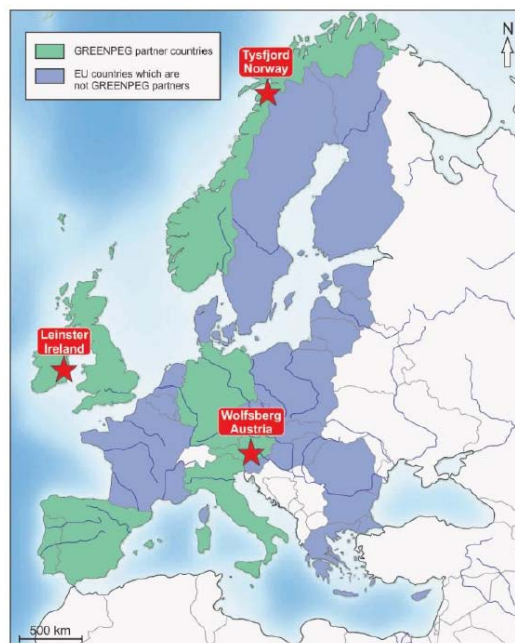 GREENPEG partner countries
EU countries which are
not GREENPEG partners
N
Tysfjord
Norway
Leinster
Ireland
Wolfsberg
Austria
500 km